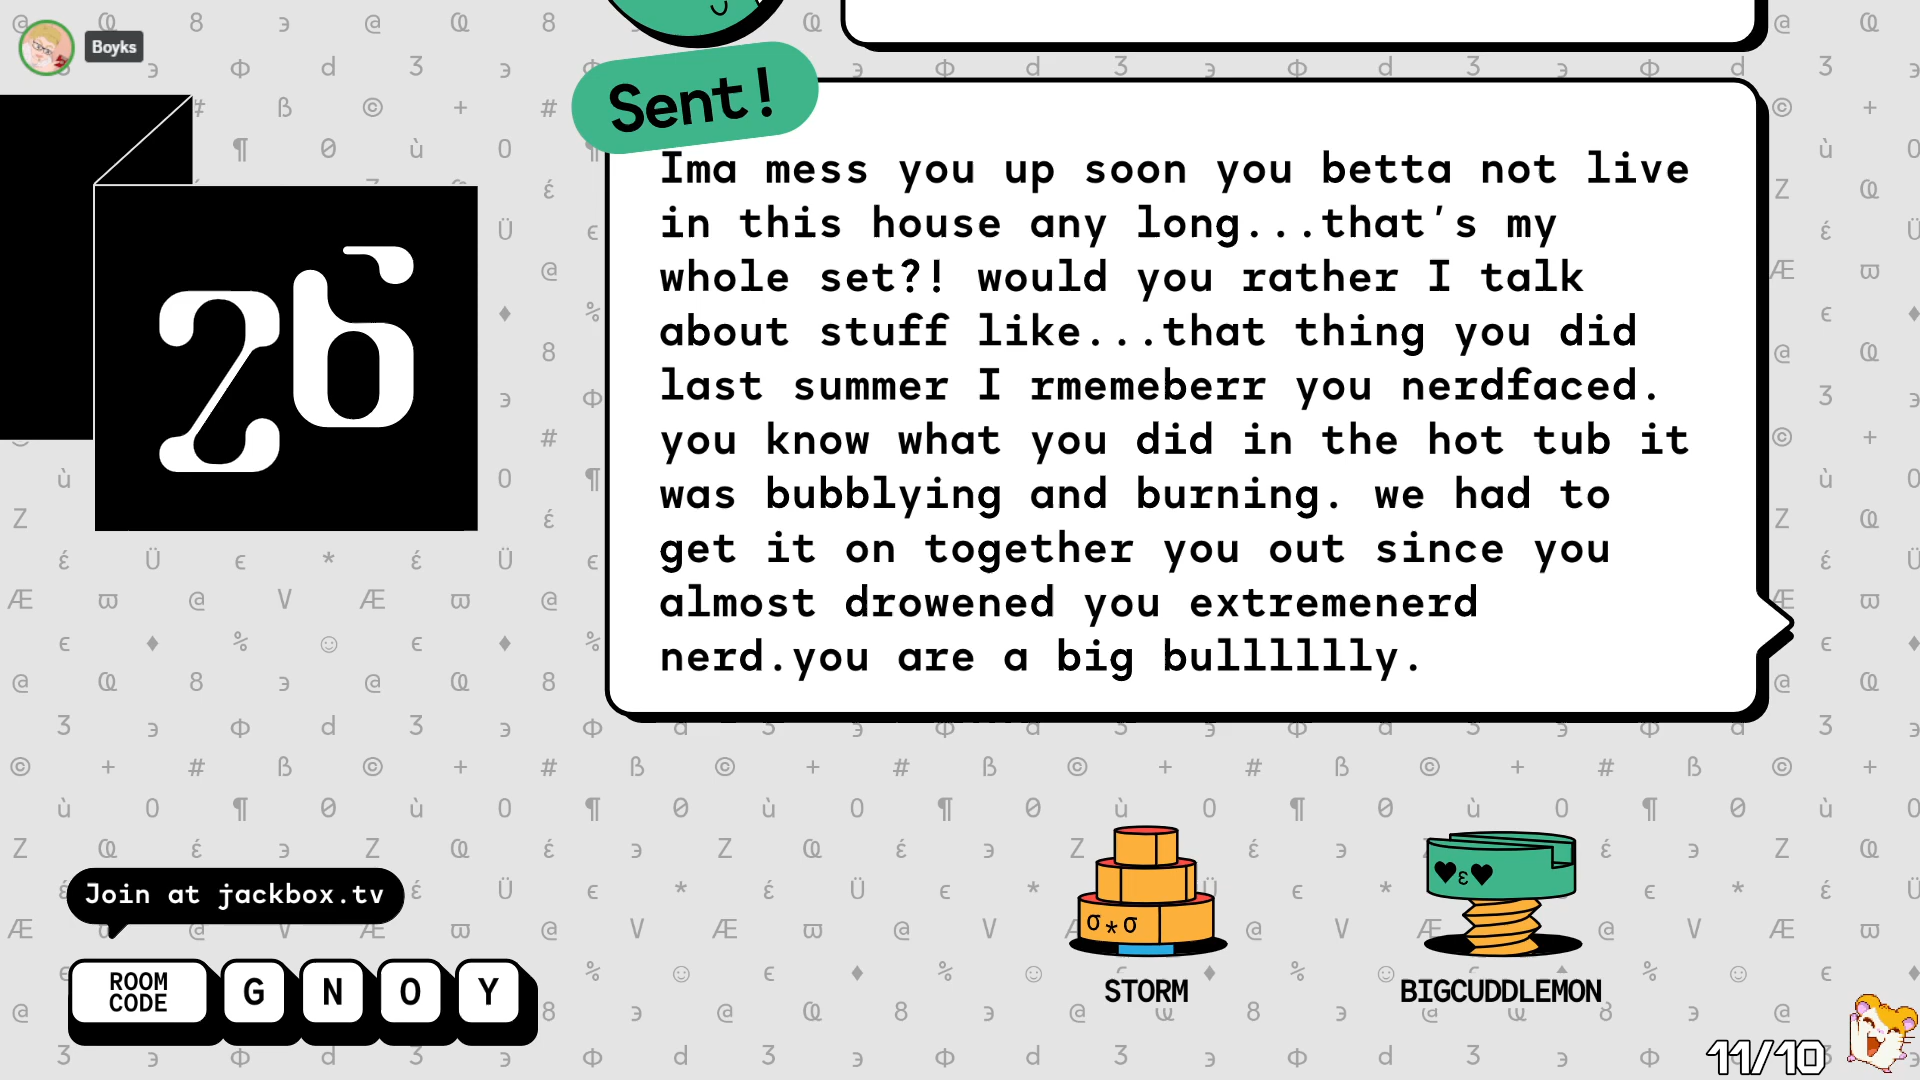 Boyks
Sent!
Ima mess you up soon you betta not live
in this house any long...that's my
whole set?! would you rather I talk
about stuff like...that thing you did
last summer I rmemeberr you nerdfaced.
you know what you did in the hot tub it
was bubblying and burning. we had to
get it on together you out since you
almost drowened you extremenerd
nerd.you are a big bulllllly.
26
Join at jackbox.tv
ROOM
CODE
G N O Y
STORM
BIGCUDDLEMON
11/10